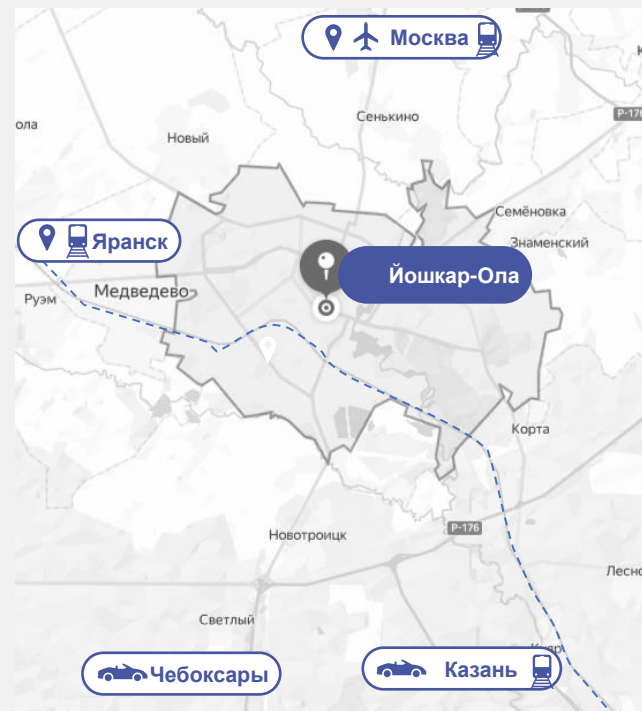 Москва
Р-176
Сенькино
ола
Новый
Семёновка
Яранск
Знаменский
Йошкар-Ола
Медведево
Руэм
Корта
Р-176
Новотроицк
Лесно
Светлый
Чебоксары
Казань